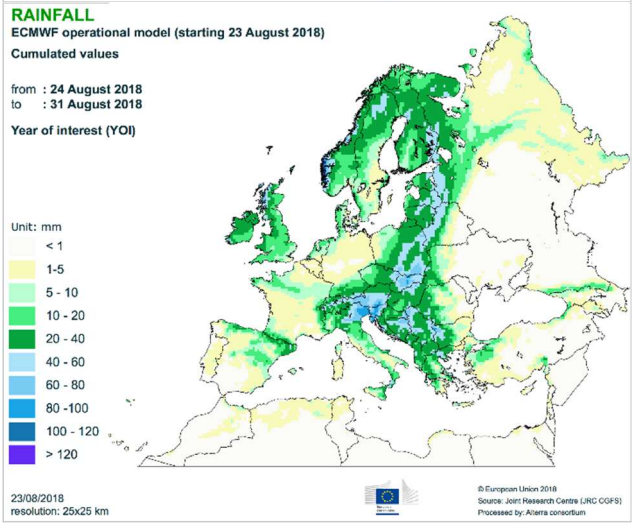 RAINFALL
ECMWF operational model (starting 23 August 2018)
Cumulated values
from : 24 August 2018
to : 31 August 2018
Year of interest (YOI)
Unit: mm
< 1
1-5
5 - 10
10 - 20
20 - 40
40 - 60
60 - 80
80 -100
100 - 120
> 120
23/08/2018
resolution: 25x25 km
© European Union 2018
Source: Joint Research Centre (JRC CGFS)
Processed by: Alterra consortium